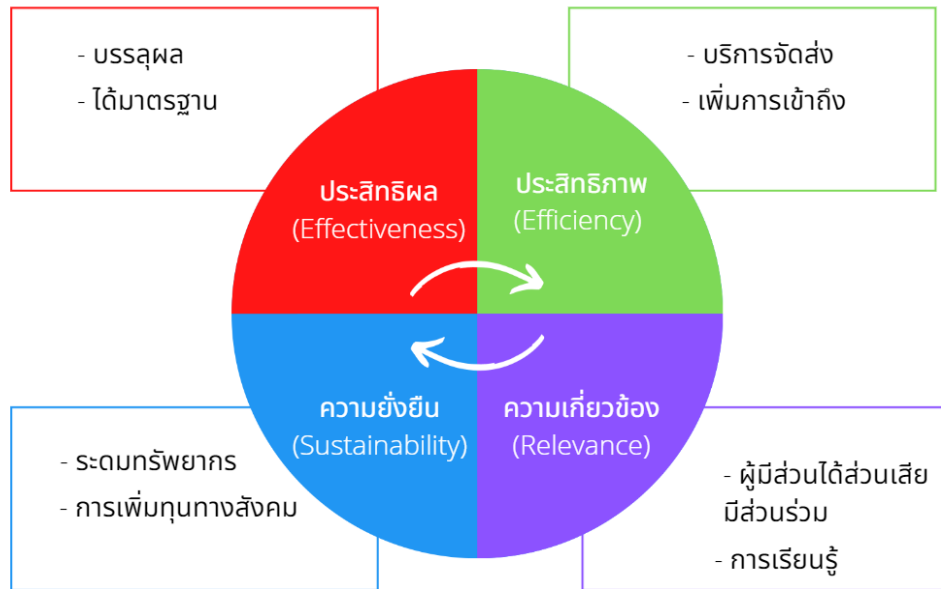 - บรรลุผล
- ได้มาตรฐาน
- บริการจัดส่ง
- เพิ่มการเข้าถึง
ประสิทธิผล
(Effectiveness)
ประสิทธิภาพ
(Efficiency)
ความยั่งยืน
(Sustainability)
ความเกี่ยวข้อง
(Relevance)
- ระดมทรัพยากร
- การเพิ่มทุนทางสังคม
- ผู้มีส่วนได้ส่วนเสีย
มีส่วนร่วม
- การเรียนรู้